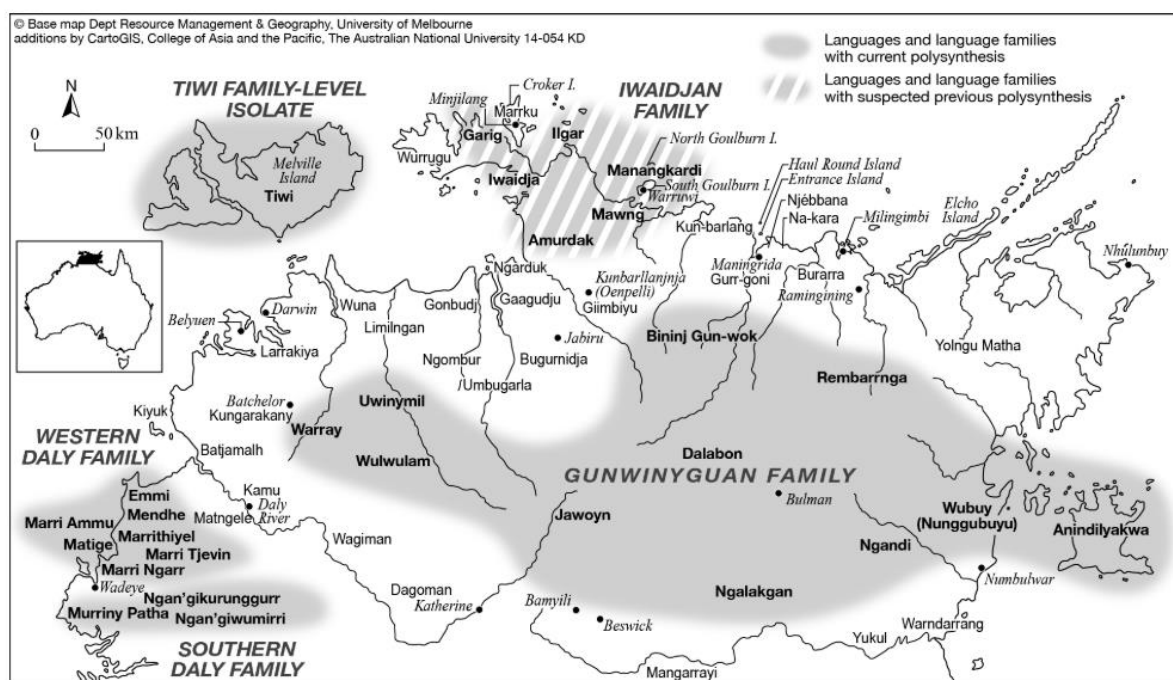 © Base map Dept Resource Management & Geography, University of Melbourne
additions by CartoGIS, College of Asia and the Pacific, The Australian National University 14-054 KD
Languages and language families
with current polysynthesis
Languages and language families
with suspected previous polysynthesis
N
0 50 km
TIWI FAMILY-LEVEL
ISOLATE
Melville
Island
Tiwi
IWAIDJAN
FAMILY
Croker I.
Minjilang
Marrku
Garig
Ilgar
Wurrugu
Iwaidja
North Goulburn I.
Manangkardi
South Goulburn I.
Warruwi
Mawng
Amurdak
Haul Round Island
Entrance Island
Njébbana
Na-kara
Kun-barlang
Milingimbi
Elcho
Island
Nhulunbuy
Maningrida
Gurr-goni
Burarra
Ramingining
Yolngu Matha
Ngarduk
Kunbarllanjnja
(Oenpelli)
Giimbiyu
Wuna
Gonbudj
Gaagudju
Limilngan
Darwin
Belyuen
Larrakiya
Jabiru
Bininj Gun-wok
Ngombur
Bugurnidja
Umbugarla
Rembarrnga
Batchelor
Kungarakany
Uwinymil
Warray
Kiyuk
Batjamalh
Wulwulam
Dalabon
GUNWINYGUAN FAMILY
Bulman
WESTERN
DALY FAMILY
Emmi
Mendhe
Kamu
Daly
River
Matngele
Marri Ammu
Marrithiyel
Matige
Marri Tjevin
Marri Ngarr
Wadeye
Wagiman
Jawoyn
Wubuy
(Nunggubuyu)
Anindilyakwa
Ngandi
Numbulwar
Ngan'gikurunggurr
Murriny Patha
Ngan'giwumirri
Dagoman
Katherine
Bamyili
Beswick
Ngalakgan
Warndarrang
Yukul
Mangarrayi
SOUTHERN
DALY FAMILY